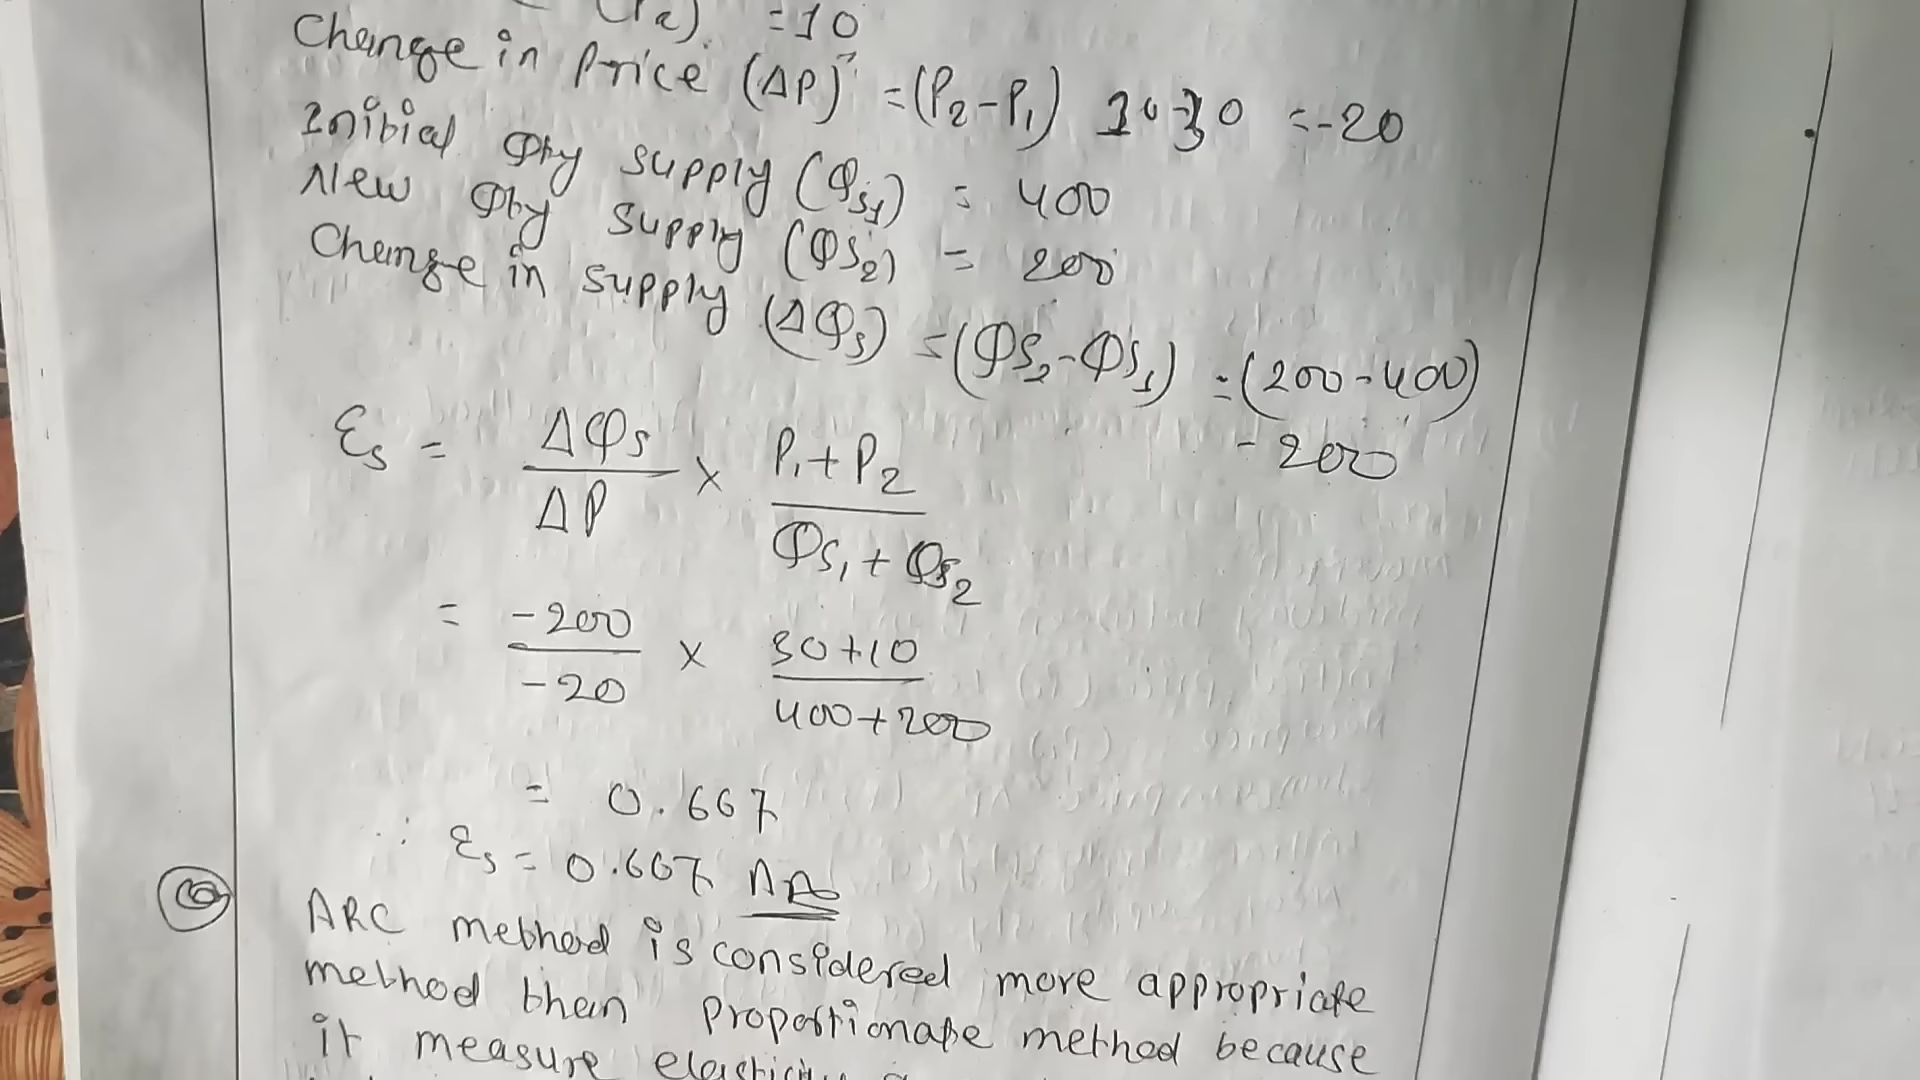 (P2). =10
Change in Price (ΔP) =(P2-P1) 10-30 =-20
Initial Qty supply (Qs1) = 400
New Qty supply (QS2) = 200
Change in supply (ΔQs) =(QS2-QS1) =(200-400)
-200
Es = ΔQs/ΔP × P1+P2/QS1+QS2
= -200/-20 × 30+10/400+200
= 0.667
∴ Es = 0.667
ARC method is considered more appropriate
method than proportionate method because
it measure elasticity